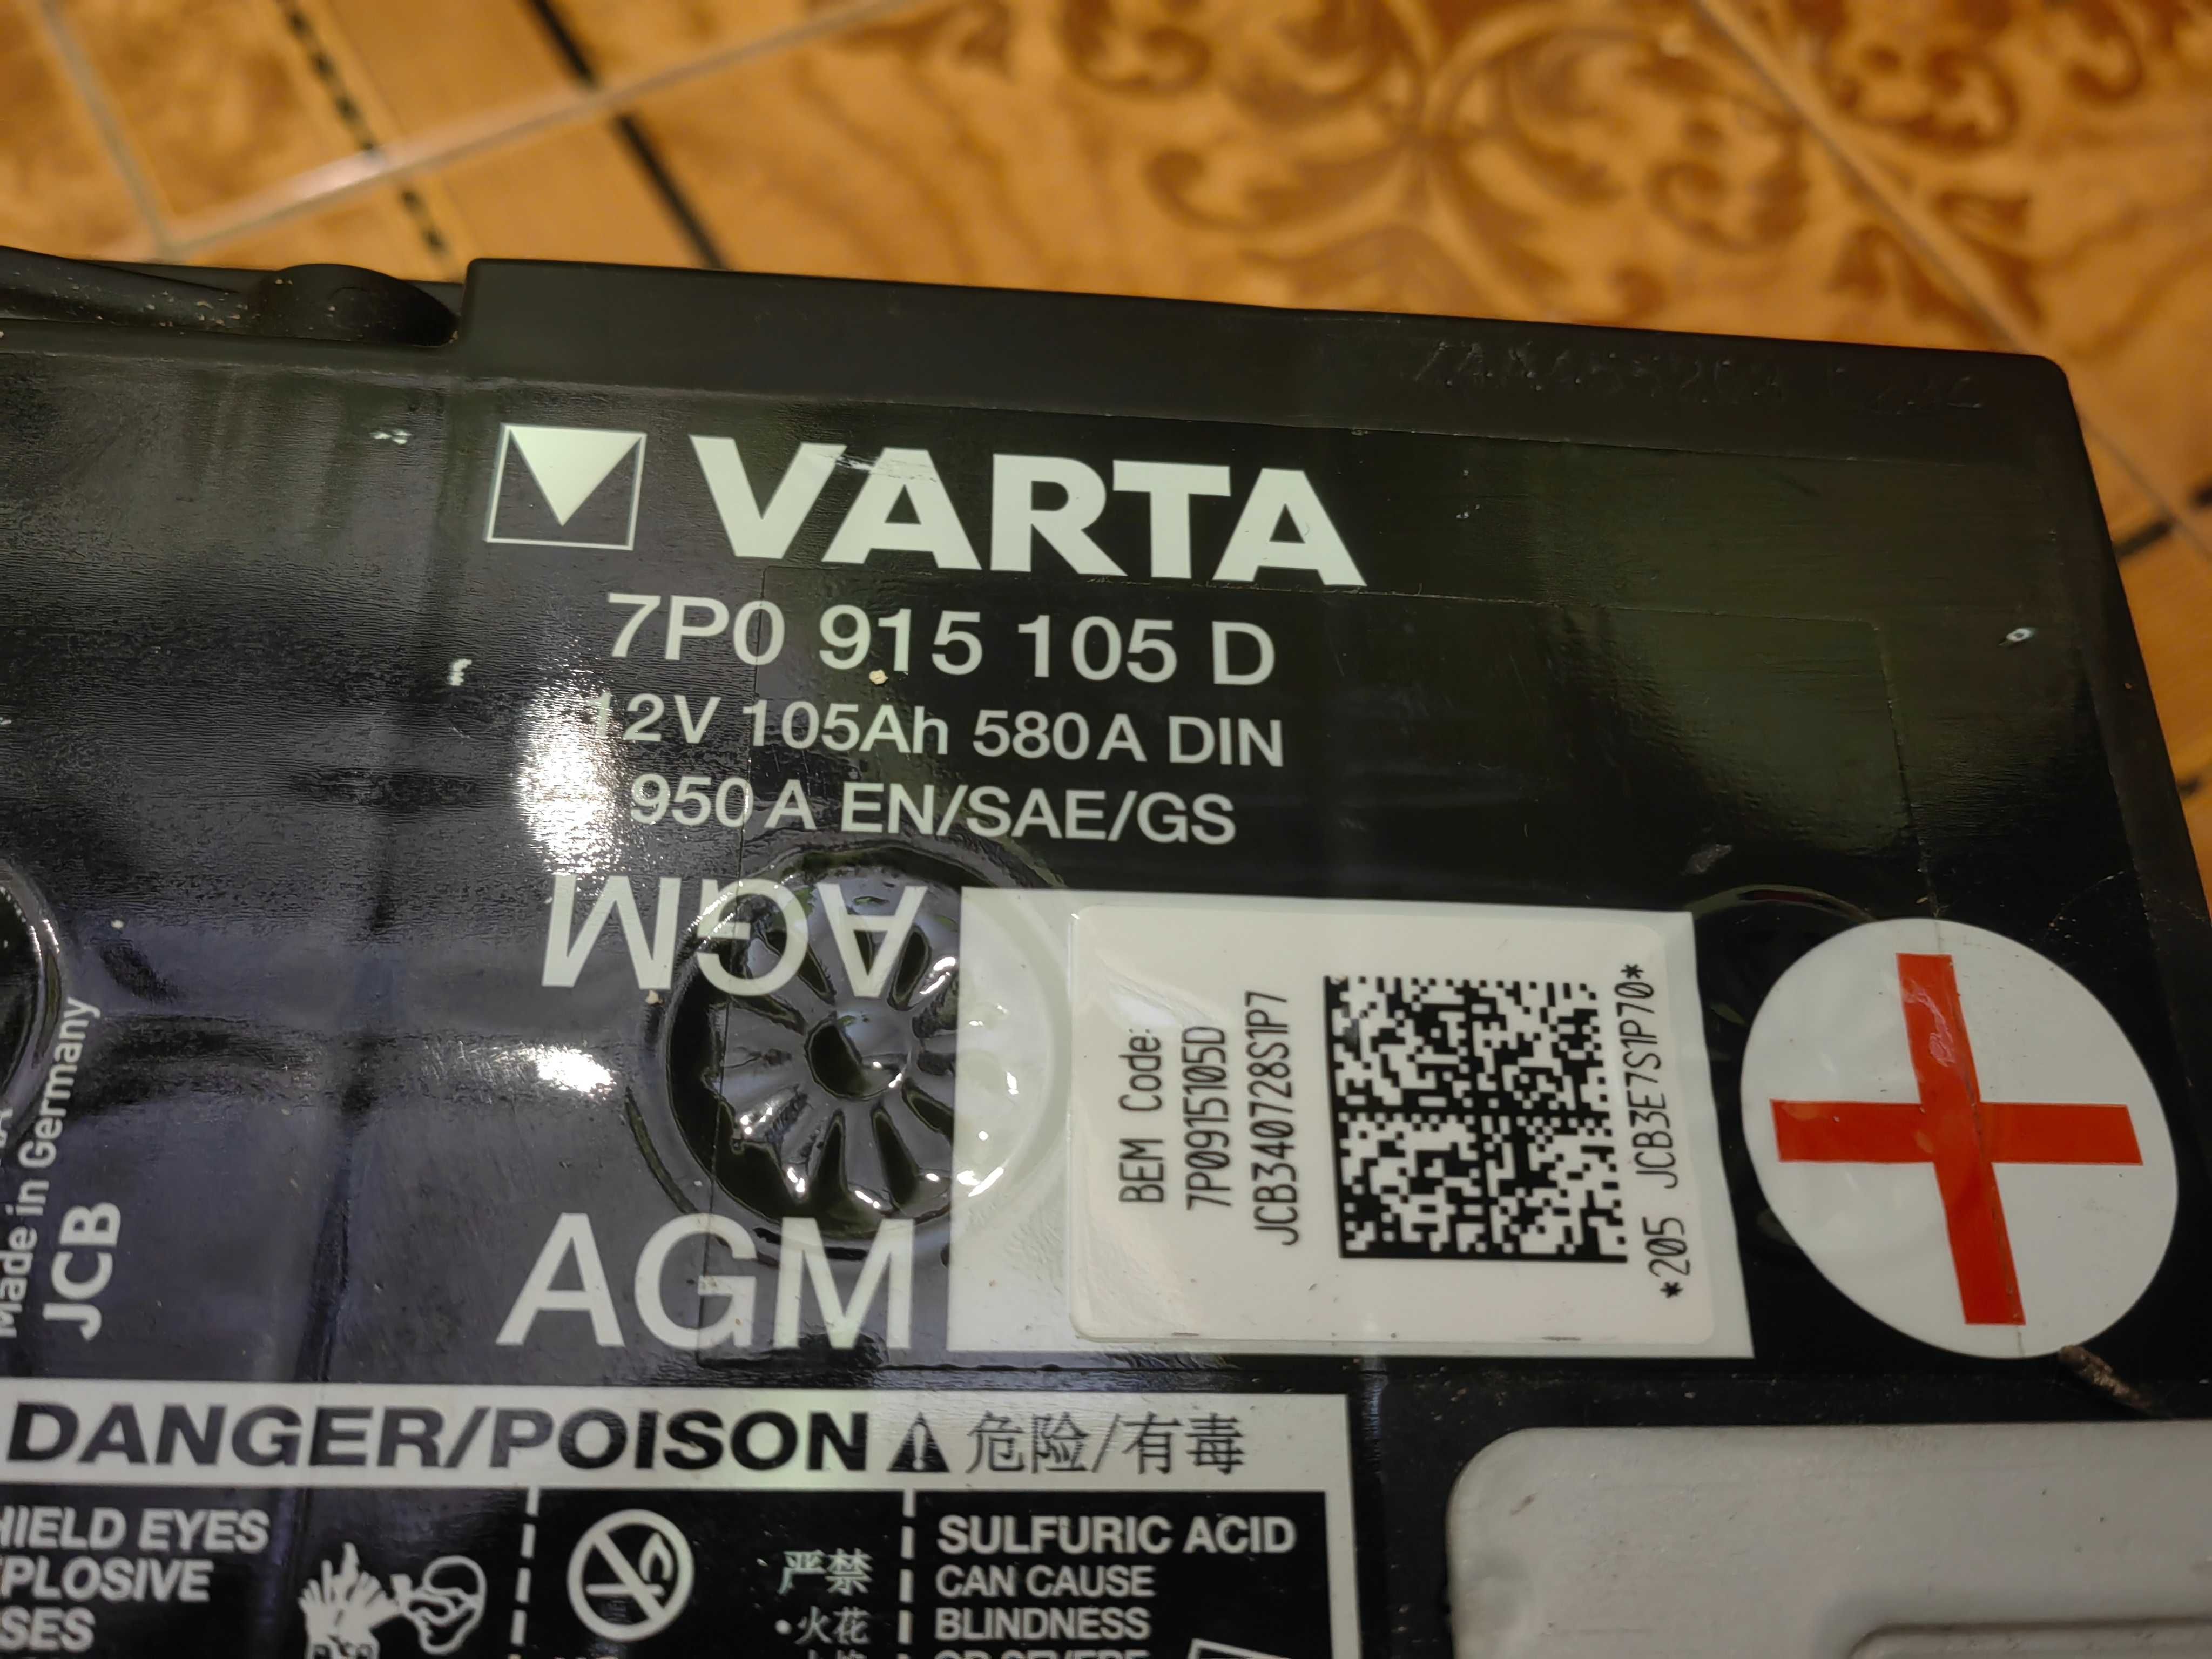 VARTA
7P0 915 105 D
12V 105Ah 580A DIN
950A EN/SAE/GS
AGM
AGM
BEM Code:
7P0915105D
JCB340728S1P7
*205 JCB3E7S1P70*
Made in Germany
JCB
DANGER/POISON 危险/有毒
HIELD EYES
PLOSIVE
SES
严禁
•火花
SULFURIC ACID
CAN CAUSE
BLINDNESS